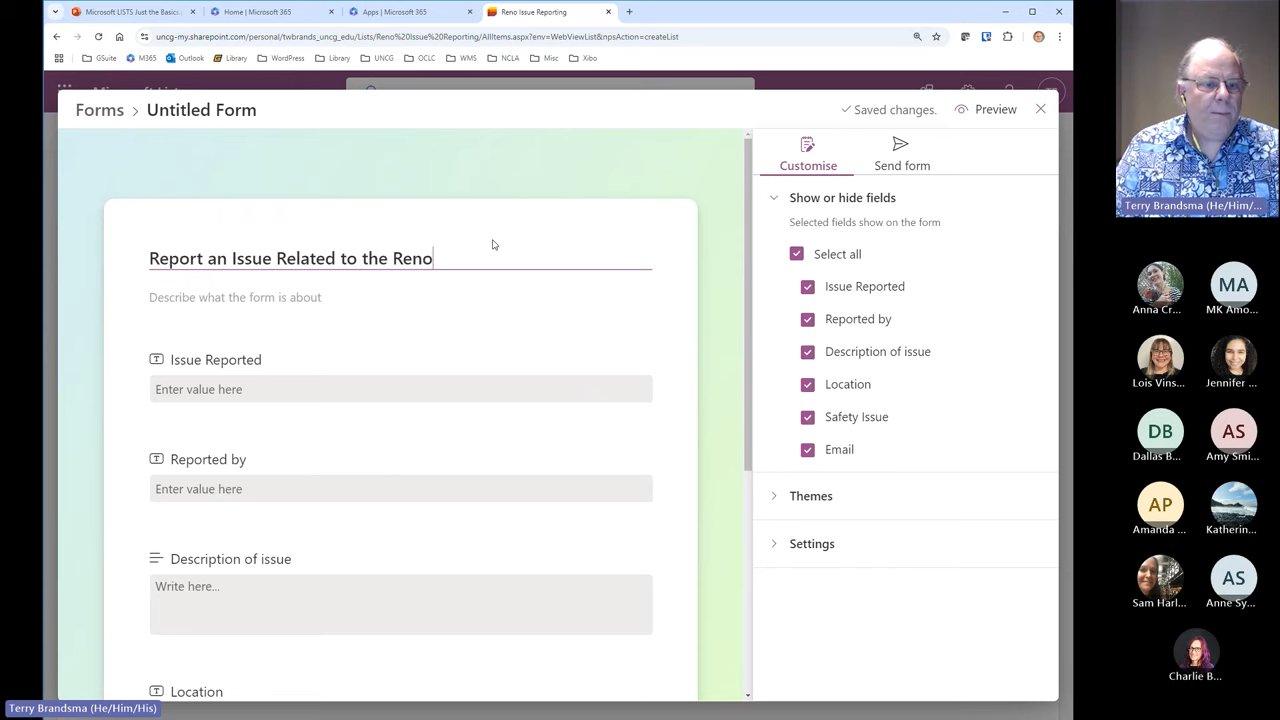 Microsoft LISTS Just the Basics.
Home | Microsoft 365
Apps | Microsoft 365
Reno Issue Reporting
uncg-my.sharepoint.com/personal/twbrands_uncg_edu/Lists/Reno%20Issue%20Reporting/AllItems.aspx?env=WebViewList&npsAction=createList
GSuite
M365
Outlook
Library
WordPress
Library
UNCG
OCLC
WMS
NCLA
Misc
Xibo
Forms > Untitled Form
Saved changes.
Preview
Customise
Send form
Report an Issue Related to the Reno
Describe what the form is about
Issue Reported
Enter value here
Reported by
Enter value here
Description of issue
Write here...
Location
Show or hide fields
Selected fields show on the form
Select all
Issue Reported
Reported by
Description of issue
Location
Safety Issue
Email
Themes
Settings
Terry Brandsma (He/Him/...
Anna Cr...
MA
MK Amo...
Lois Vins...
Jennifer ...
DB
Dallas B...
AS
Amy Smi...
AP
Amanda ...
Katherin...
Sam Harl...
AS
Anne Sy...
Charlie B...
Terry Brandsma (He/Him/His)